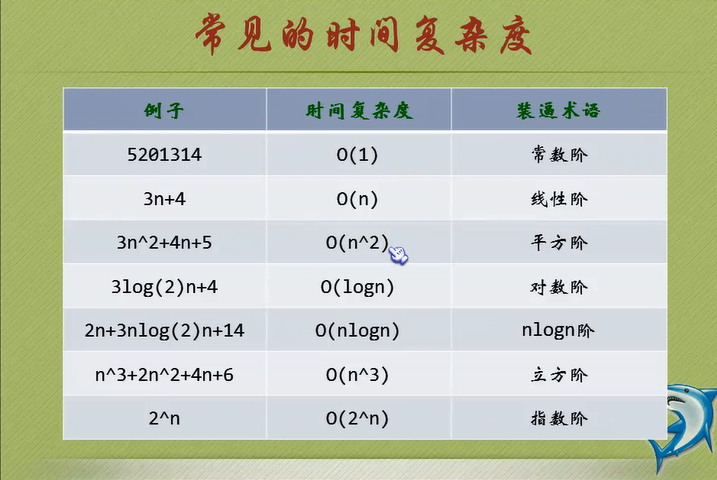 常见的时间复杂度
例子 时间复杂度 装逼术语
5201314 O(1) 常数阶
3n+4 O(n) 线性阶
3n^2+4n+5 O(n^2) 平方阶
3log(2)n+4 O(logn) 对数阶
2n+3nlog(2)n+14 O(nlogn) nlogn阶
n^3+2n^2+4n+6 O(n^3) 立方阶
2^n O(2^n) 指数阶